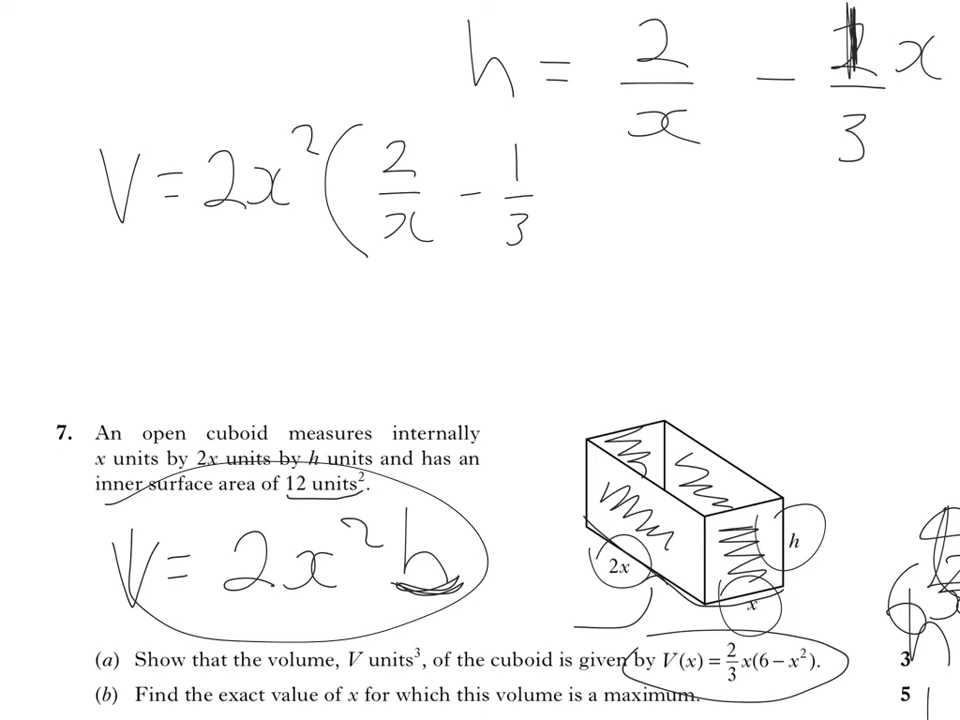 h = 2/x - 1/3 x
V = 2x² ( 2/x - 1/3
7. An open cuboid measures internally
x units by 2x units by h units and has an
inner surface area of 12 units².
V = 2x² h
h
2x
x
(a) Show that the volume, V units³, of the cuboid is given by V(x) = 2/3 x(6 – x²). 3
(b) Find the exact value of x for which this volume is a maximum. 5